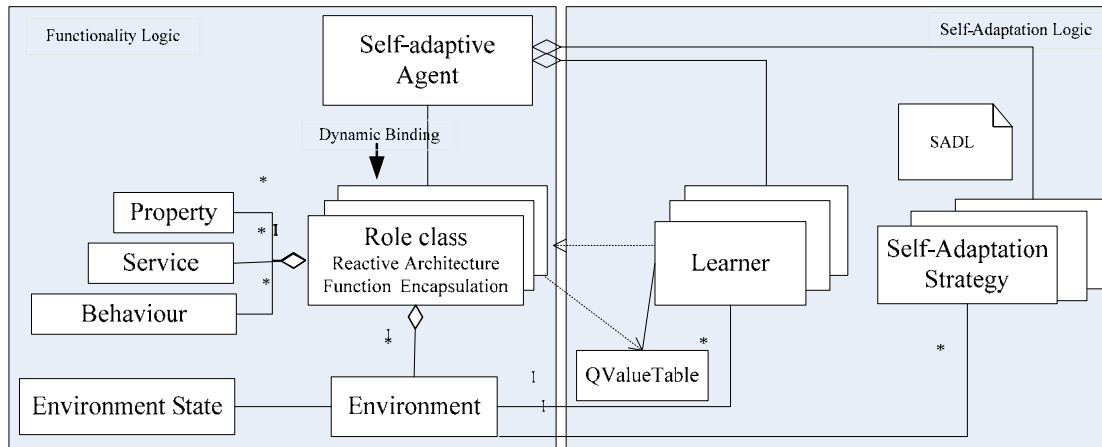 Functionality Logic
Self-Adaptation Logic
Self-adaptive
Agent
Dynamic Binding
SADL
*
Property
*
1
Service
*
Behaviour
Role class
Reactive Architecture
Function Encapsulation
Learner
Self-Adaptation
Strategy
1
*
*
*
QValueTable
1
1
Environment State
Environment